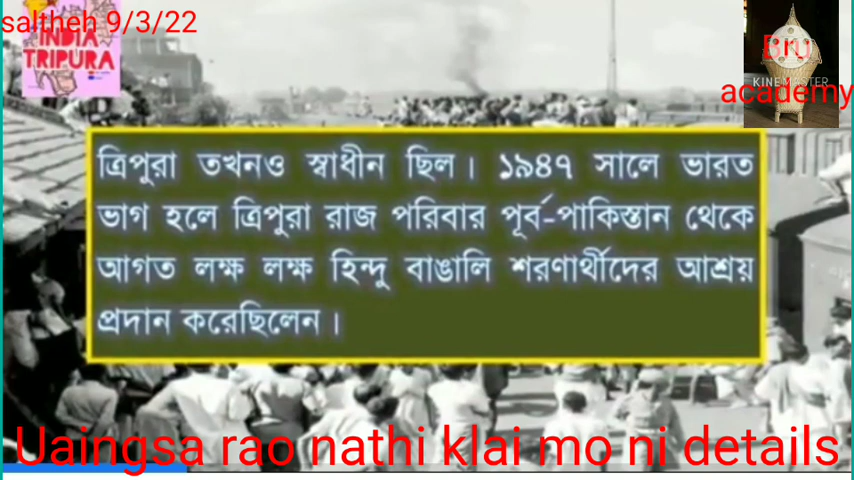 saltheh 9/3/22
INDIA
TRIPURA
Bru
KINEMASTER
academy
ত্রিপুরা তখনও স্বাধীন ছিল। ১৯৪৭ সালে ভারত
ভাগ হলে ত্রিপুরা রাজ পরিবার পূর্ব-পাকিস্তান থেকে
আগত লক্ষ লক্ষ হিন্দু বাঙালি শরণার্থীদের আশ্রয়
প্রদান করেছিলেন।
Uaingsa rao nathi klai mo ni details